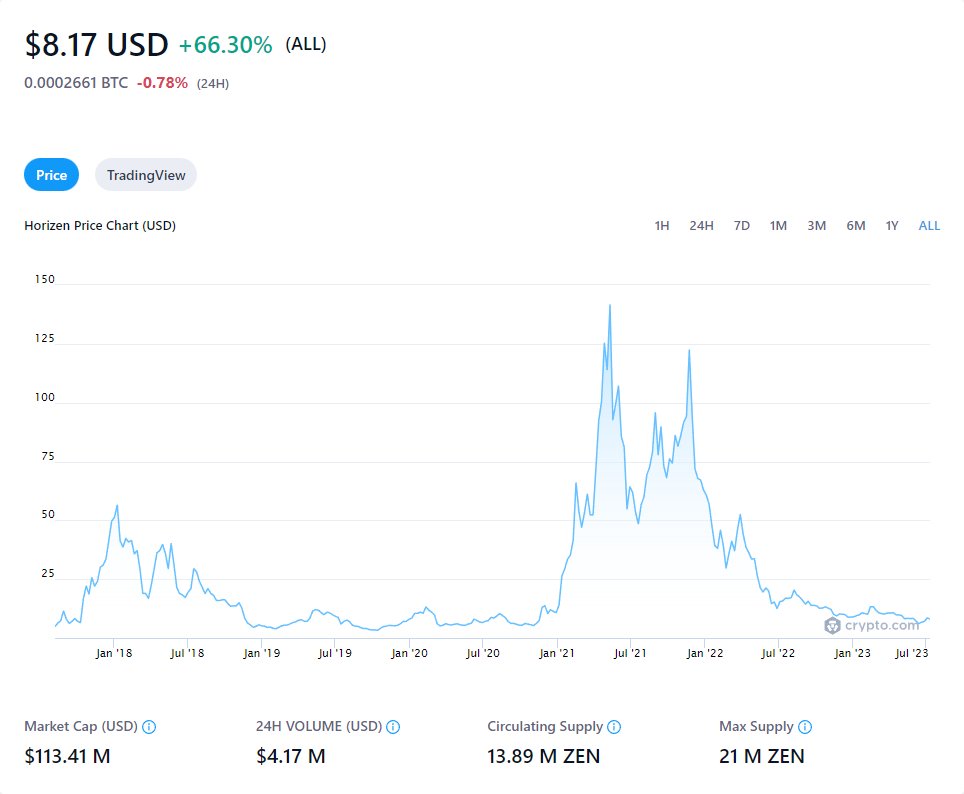 $8.17 USD +66.30% (ALL)
0.0002661 BTC -0.78% (24H)
Price TradingView
Horizen Price Chart (USD) 1H 24H 7D 1M 3M 6M 1Y ALL
150
125
100
75
50
25
crypto.com
Jan '18 Jul '18 Jan '19 Jul '19 Jan '20 Jul '20 Jan '21 Jul '21 Jan '22 Jul '22 Jan '23 Jul '23
Market Cap (USD) 24H VOLUME (USD) Circulating Supply Max Supply
$113.41 M $4.17 M 13.89 M ZEN 21 M ZEN